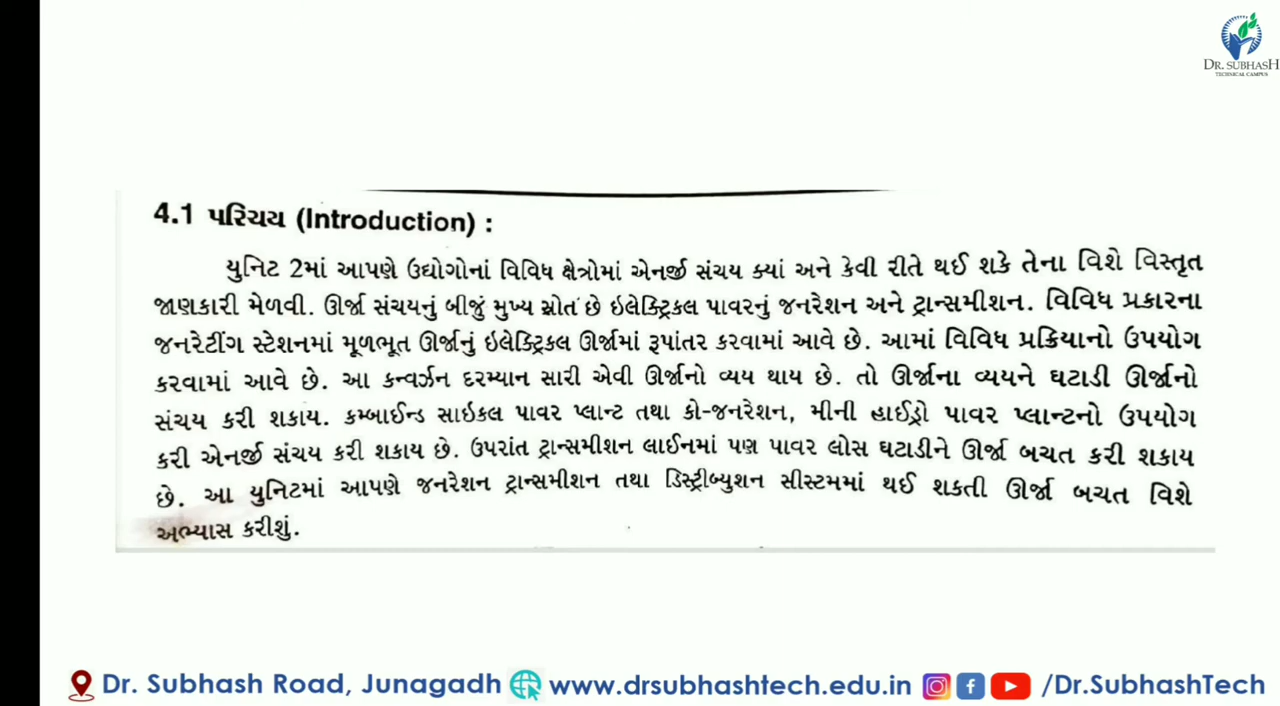 DR. SUBHASH
TECHNICAL CAMPUS
4.1 પરિચય (Introduction) :
યુનિટ 2માં આપણે ઉદ્યોગોનાં વિવિધ ક્ષેત્રોમાં એનર્જી સંચય ક્યાં અને કેવી રીતે થઈ શકે તેના વિશે વિસ્તૃત
જાણકારી મેળવી. ઊર્જા સંચયનું બીજું મુખ્ય સ્રોત છે ઇલેક્ટ્રિકલ પાવરનું જનરેશન અને ટ્રાન્સમીશન. વિવિધ પ્રકારના
જનરેટીંગ સ્ટેશનમાં મૂળભૂત ઊર્જાનું ઇલેક્ટ્રિકલ ઊર્જામાં રૂપાંતર કરવામાં આવે છે. આમાં વિવિધ પ્રક્રિયાનો ઉપયોગ
કરવામાં આવે છે. આ કન્વર્ઝન દરમ્યાન સારી એવી ઊર્જાનો વ્યય થાય છે. તો ઊર્જાના વ્યયને ઘટાડી ઊર્જાનો
સંચય કરી શકાય. કમ્બાઈન્ડ સાઇકલ પાવર પ્લાન્ટ તથા કો-જનરેશન, મીની હાઈડ્રો પાવર પ્લાન્ટનો ઉપયોગ
કરી એનર્જી સંચય કરી શકાય છે. ઉપરાંત ટ્રાન્સમીશન લાઈનમાં પણ પાવર લોસ ઘટાડીને ઊર્જા બચત કરી શકાય
છે. આ યુનિટમાં આપણે જનરેશન ટ્રાન્સમીશન તથા ડિસ્ટ્રીબ્યુશન સીસ્ટમમાં થઈ શકતી ઊર્જા બચત વિશે
અભ્યાસ કરીશું.
Dr. Subhash Road, Junagadh www.drsubhashtech.edu.in /Dr.SubhashTech